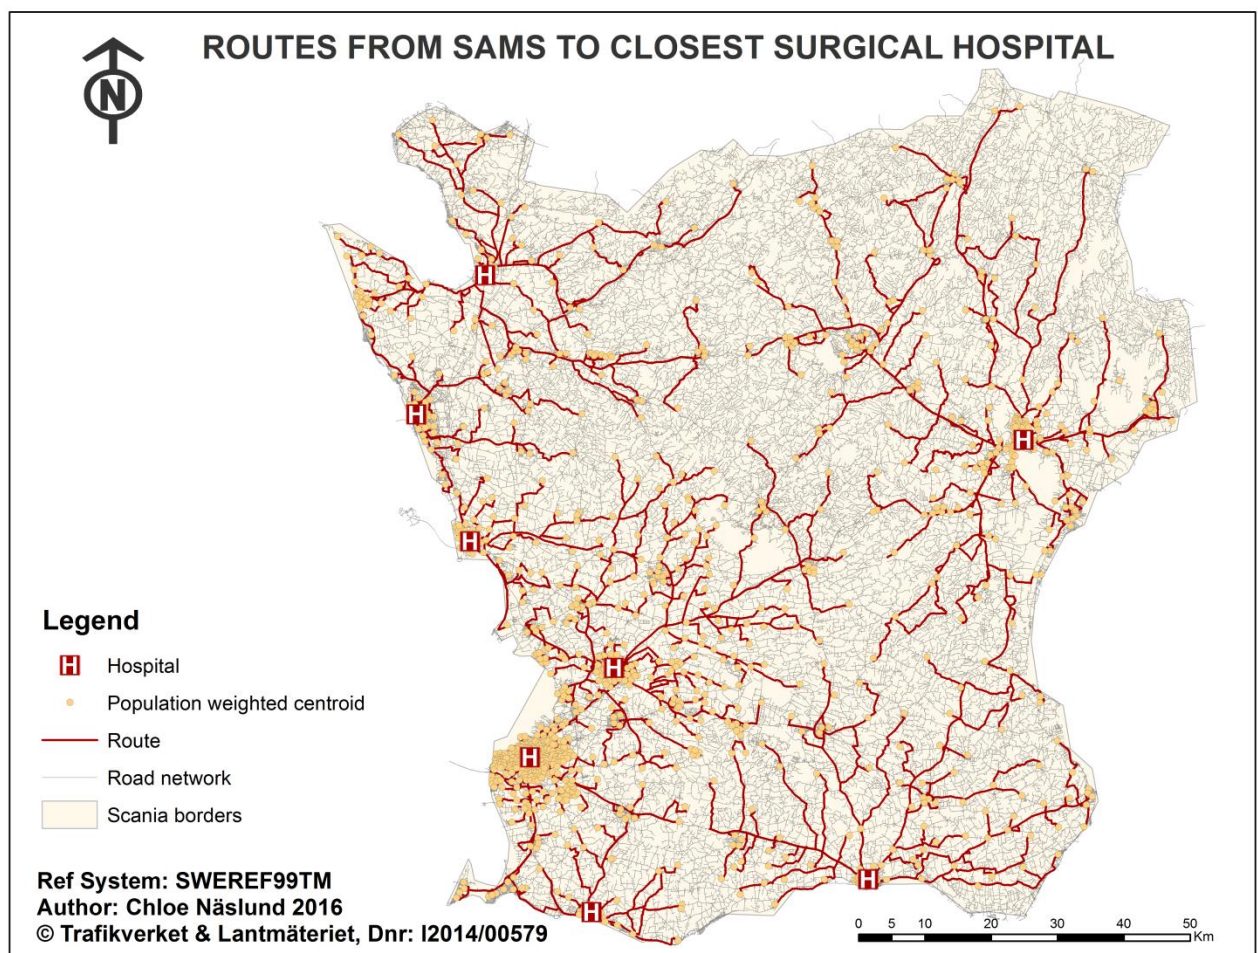 ROUTES FROM SAMS TO CLOSEST SURGICAL HOSPITAL
N
H
H
H
H
H
H
H
H
Legend
H Hospital
Population weighted centroid
Route
Road network
Scania borders
Ref System: SWEREF99TM
Author: Chloe Näslund 2016
© Trafikverket & Lantmäteriet, Dnr: I2014/00579
0 5 10 20 30 40 50
Km